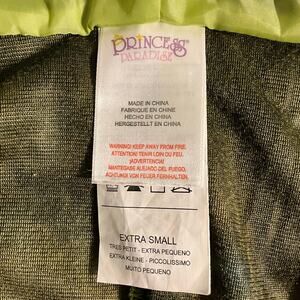 PRINCESS
PARADISE
MADE IN CHINA
FABRIQUE EN CHINE
HECHO EN CHINA
HERGESTELLT EN CHINA
WARNING! KEEP AWAY FROM FIRE.
ATTENTION! TENIR LOIN DU FEU.
¡ADVERTENCIA!
MANTEGASE ALEJADO DEL FUEGO.
ACHTUNG! VON FEUER FERNHALTEN.
EXTRA SMALL
TRES PETIT - EXTRA PEQUENO
EXTRA KLEINE - PICCOLISSIMO
MUITO PEQUENO